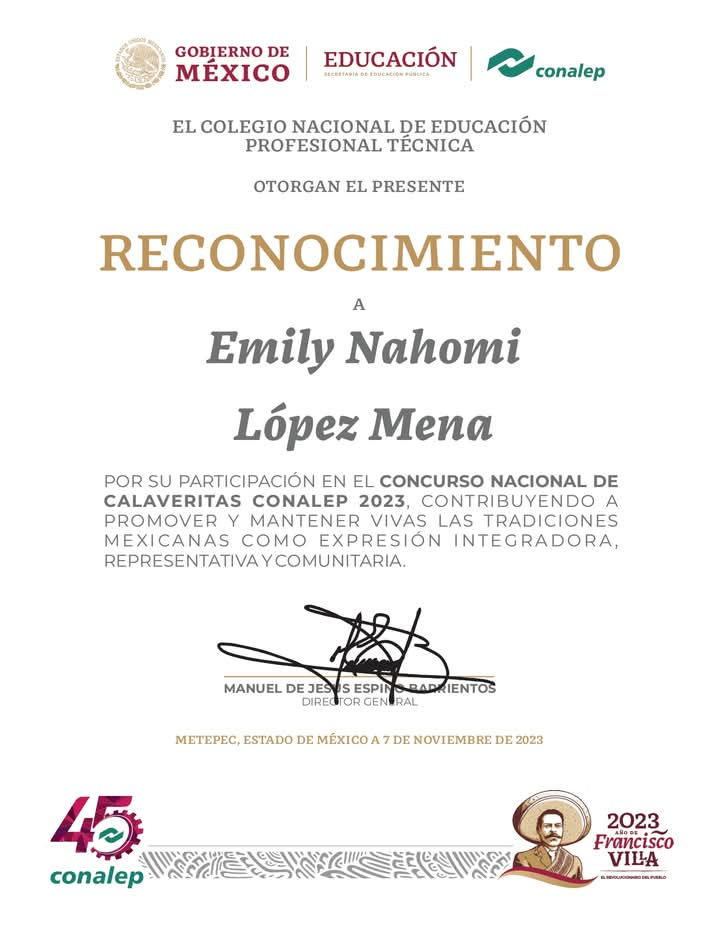 GOBIERNO DE
MÉXICO
EDUCACIÓN
SECRETARÍA DE EDUCACIÓN PÚBLICA
conalep
EL COLEGIO NACIONAL DE EDUCACIÓN
PROFESIONAL TÉCNICA
OTORGAN EL PRESENTE
RECONOCIMIENTO
A
Emily Nahomi
López Mena
POR SU PARTICIPACIÓN EN EL CONCURSO NACIONAL DE
CALAVERITAS CONALEP 2023, CONTRIBUYENDO A
PROMOVER Y MANTENER VIVAS LAS TRADICIONES
MEXICANAS COMO EXPRESIÓN INTEGRADORA,
REPRESENTATIVA Y COMUNITARIA.
MANUEL DE JESÚS ESPINO BARRIENTOS
DIRECTOR GENERAL
METEPEC, ESTADO DE MÉXICO A 7 DE NOVIEMBRE DE 2023
45
conalep
2023
AÑO DE
Francisco
VILLA
EL REVOLUCIONARIO DEL PUEBLO